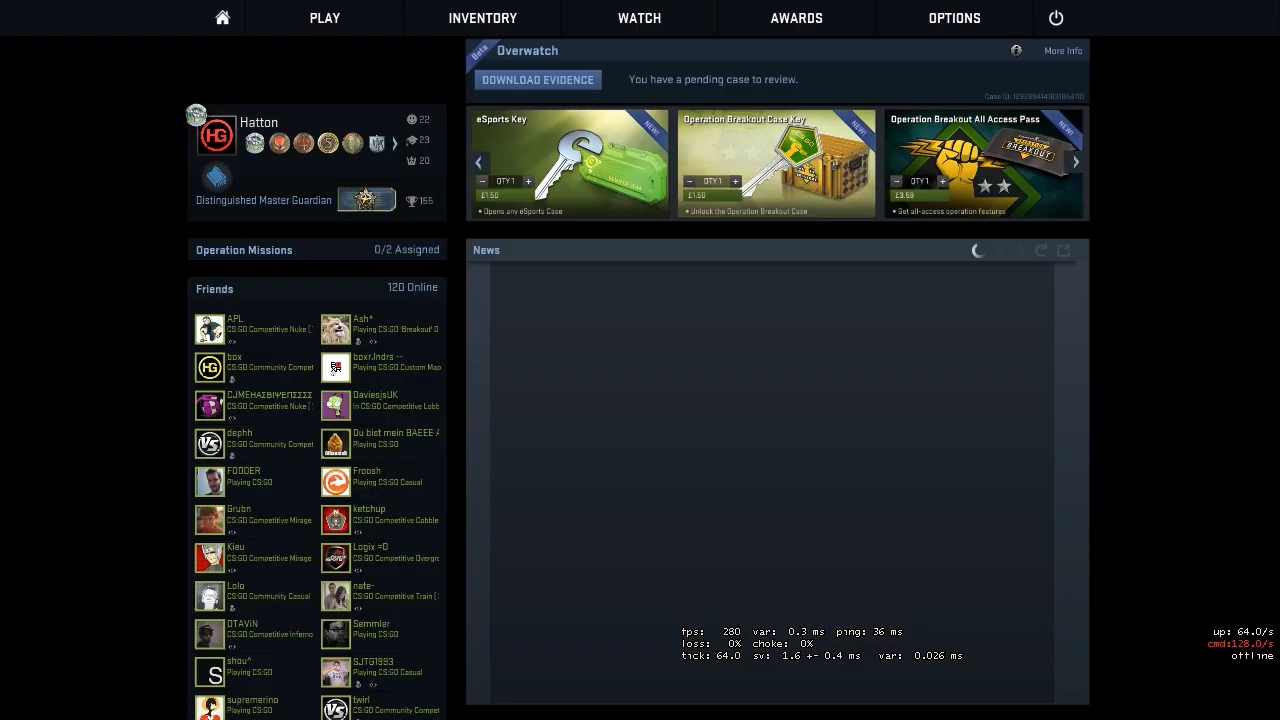 PLAY
INVENTORY
WATCH
AWARDS
OPTIONS
Beta
Overwatch
More Info
DOWNLOAD EVIDENCE
You have a pending case to review.
HG
Hatton
22
23
20
Distinguished Master Guardian
155
eSports Key
NEW!
QTY 1
£1.50
• Opens any eSports Case
Operation Breakout Case Key
NEW!
QTY 1
£1.50
• Unlock the Operation Breakout Case
Operation Breakout All Access Pass
NEW!
BREAKOUT
QTY 1
£3.59
• Get all-access operation features
Operation Missions
0/2 Assigned
News
Friends
120 Online
APL
CS:GO Competitive Nuke [
Ash*
Playing CS:GO 'Breakout' D
HG
box
CS:GO Community Compet
boxr.lndrs --
Playing CS:GO Custom Map
CJMEHΑΣΒΙΨΕΠΣΣΣΣ
CS:GO Competitive Nuke [
DaviesjsUK
In CS:GO Competitive Lobb
VS
dephh
CS:GO Community Compet
Du bist mein BAEEE A
Playing CS:GO
FODDER
Playing CS:GO
Froosh
Playing CS:GO Casual
Grubn
CS:GO Competitive Mirage
ketchup
CS:GO Competitive Cobble
Kieu
CS:GO Competitive Mirage
Logix =D
CS:GO Competitive Overgro
Lolo
CS:GO Community Casual
nate-
CS:GO Competitive Train [
OTAViN
CS:GO Competitive Inferno
Semmler
Playing CS:GO
S
shou^
Playing CS:GO
SJTG1993
Playing CS:GO Casual
supremerino
Playing CS:GO
VS
twirl
CS:GO Community Compet
fps: 280 var: 0.3 ms ping: 36 ms
loss: 0% choke: 0%
tick: 64.0 sv: 1.6 +- 0.4 ms var: 0.026 ms
up: 64.0/s
cmd:128.0/s
offline